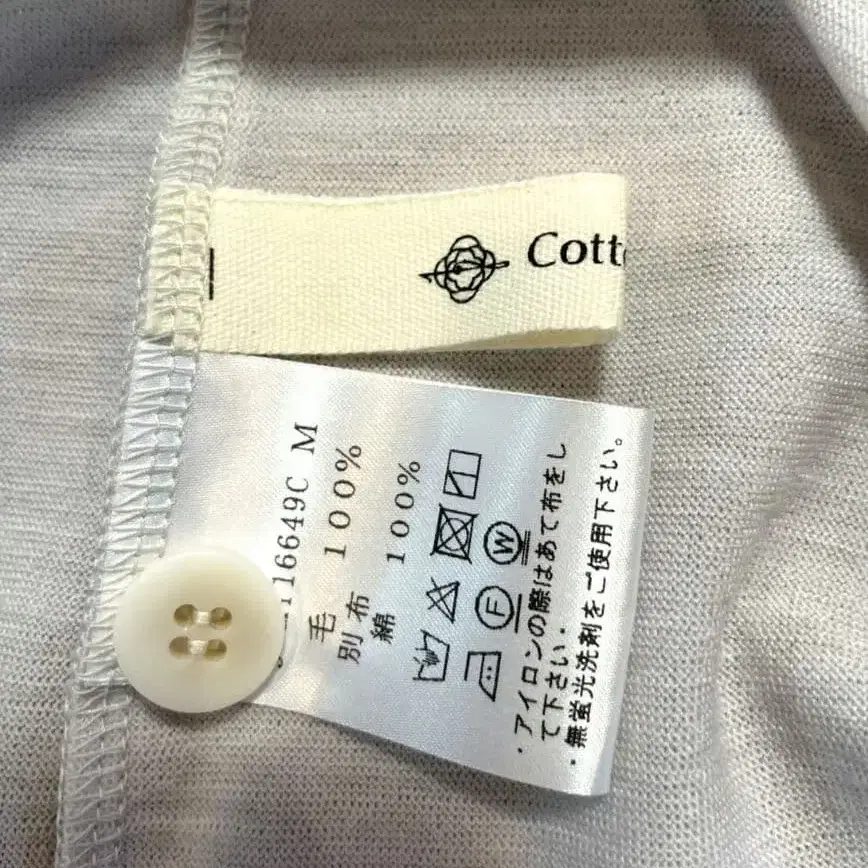 Cott
116649C M
毛 100%
別布
綿 100%
W
F
・アイロンの際はあて布をし
て下さい・
・無蛍光洗剤をご使用下さい。